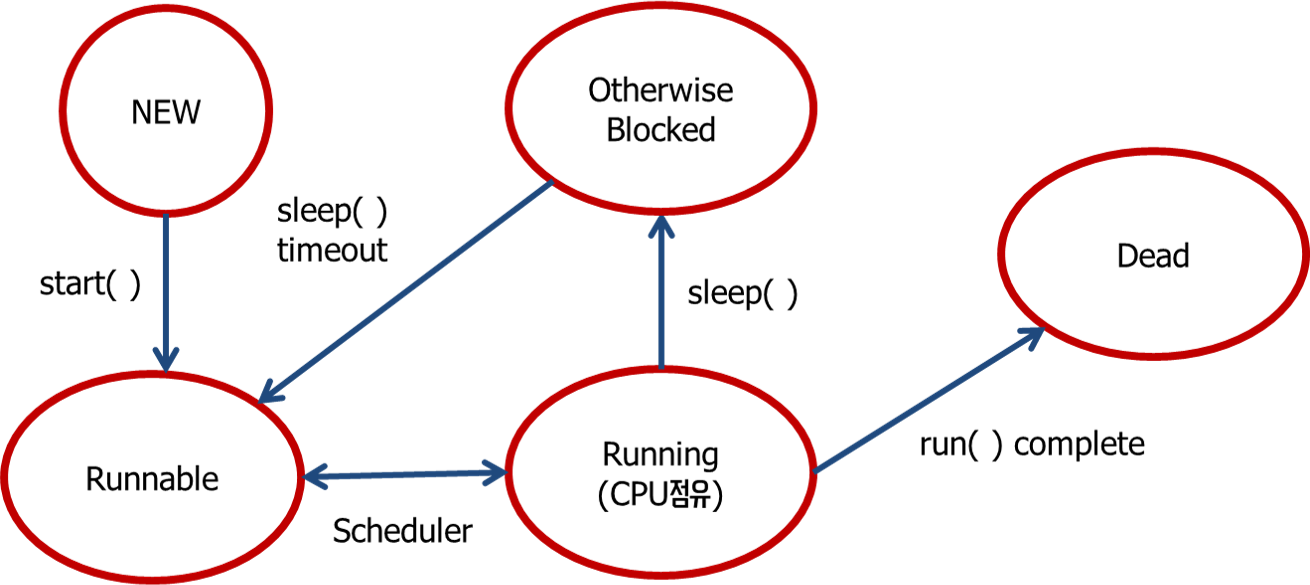 NEW
Otherwise
Blocked
sleep( )
timeout
start( )
sleep( )
Dead
run( ) complete
Runnable
Running
(CPU점유)
Scheduler